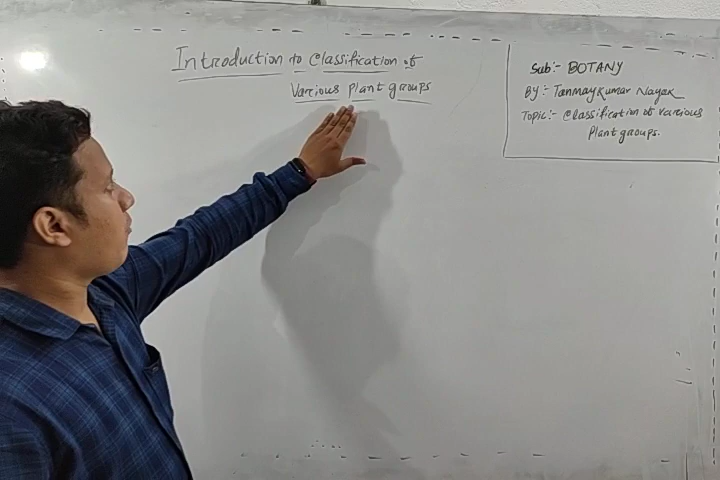 Introduction to Classification of
Various Plant groups
Sub:- BOTANY
By:- Tanmay Kumar Nayak
Topic:- Classification of various
Plant groups.